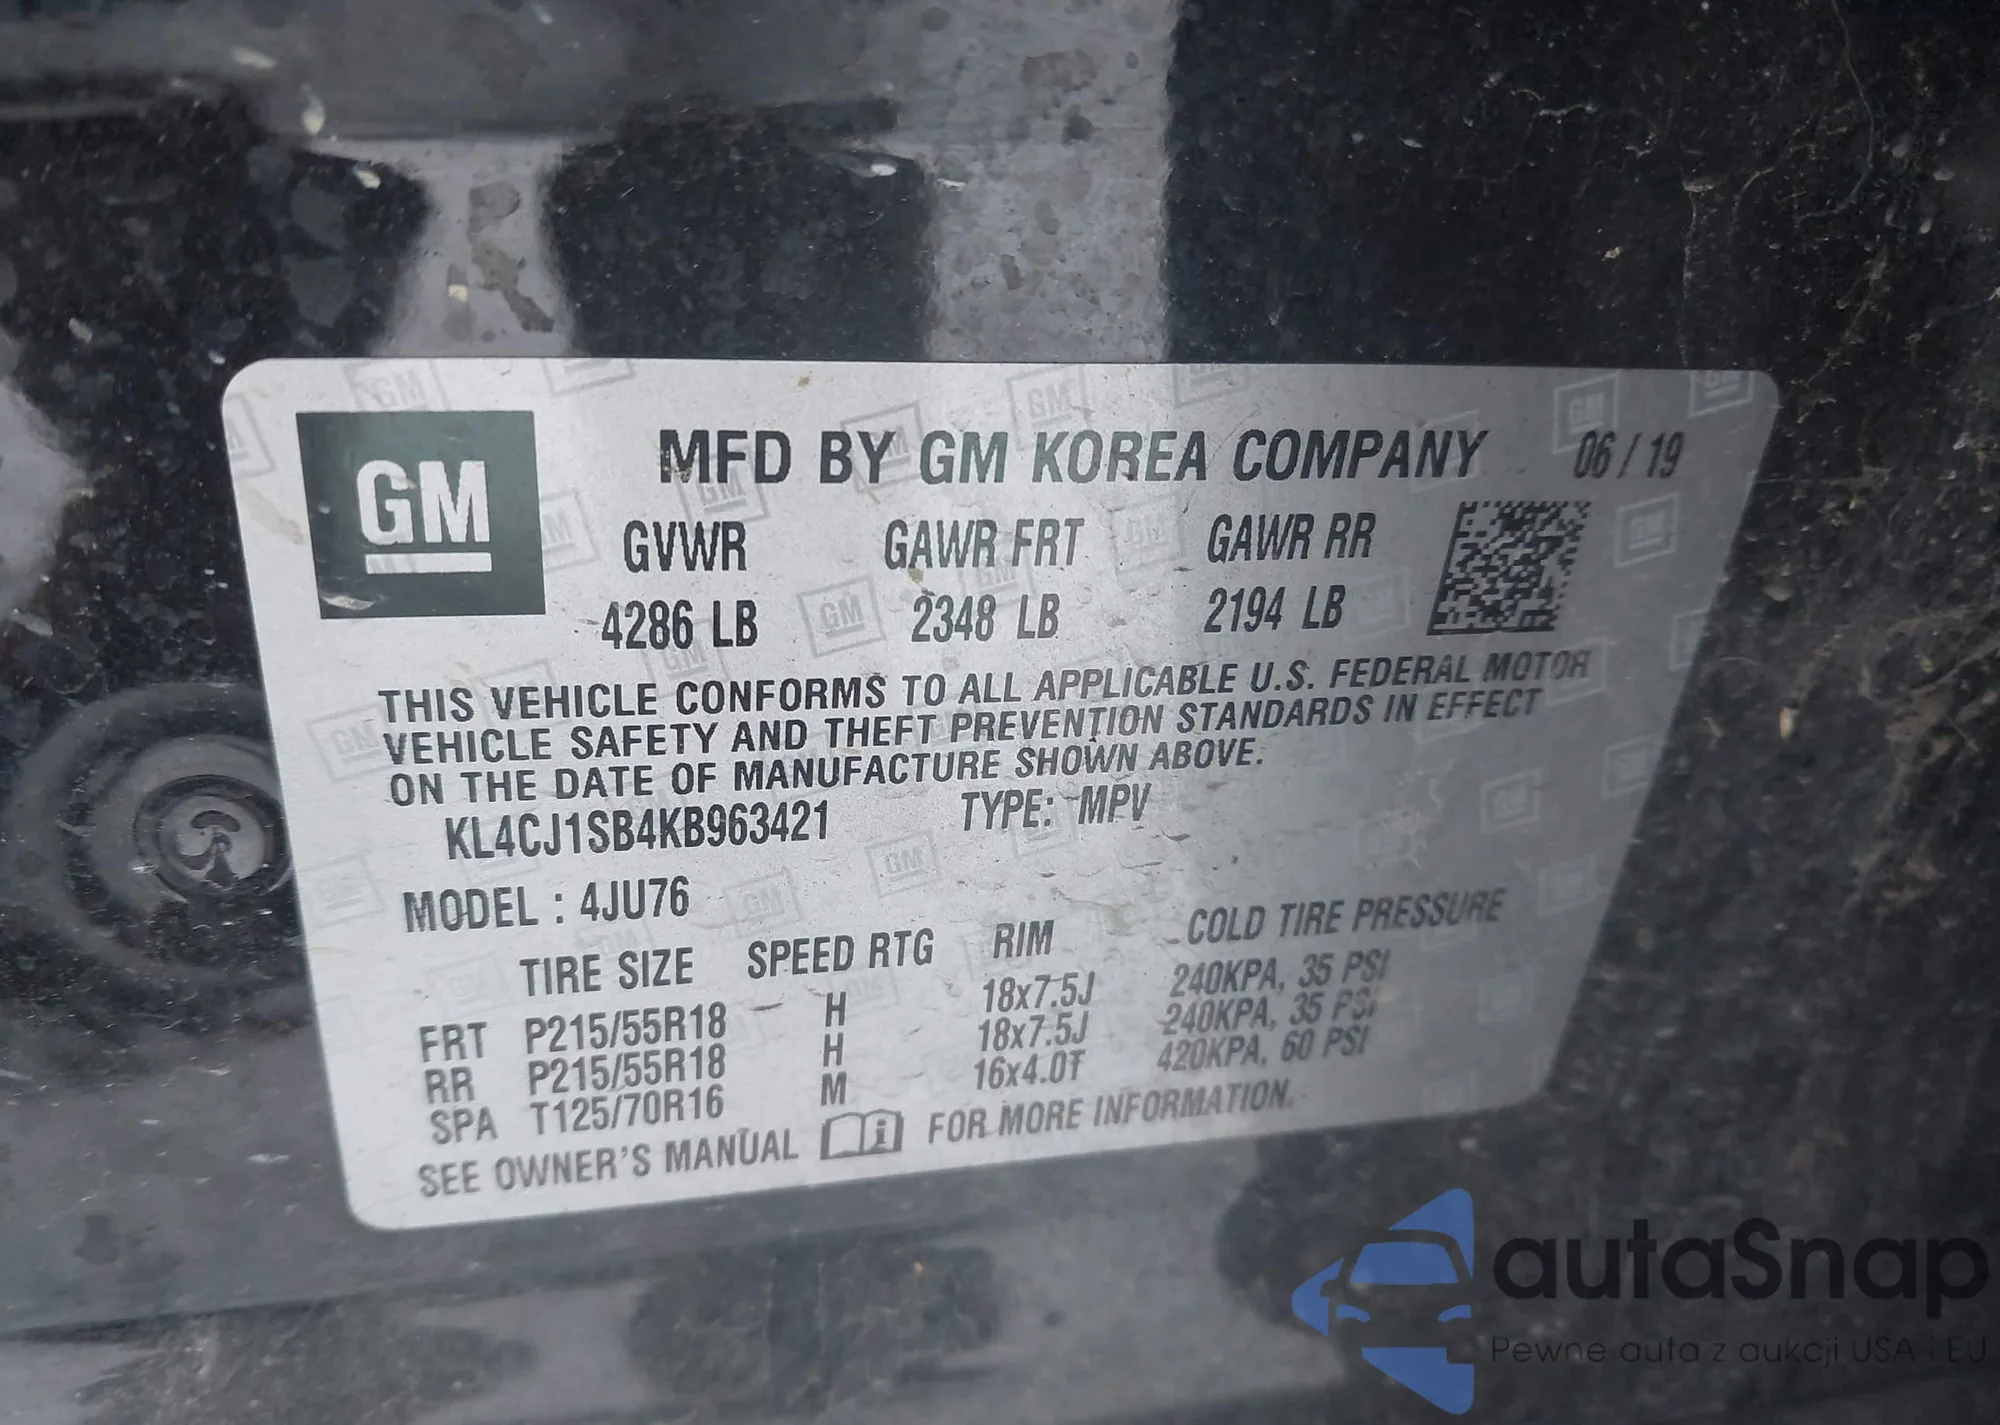 GM
MFD BY GM KOREA COMPANY 06 / 19
GVWR GAWR FRT GAWR RR
4286 LB 2348 LB 2194 LB
THIS VEHICLE CONFORMS TO ALL APPLICABLE U.S. FEDERAL MOTOR
VEHICLE SAFETY AND THEFT PREVENTION STANDARDS IN EFFECT
ON THE DATE OF MANUFACTURE SHOWN ABOVE.
KL4CJ1SB4KB963421 TYPE: MPV
MODEL : 4JU76
TIRE SIZE SPEED RTG RIM COLD TIRE PRESSURE
FRT P215/55R18 H 18x7.5J 240KPA, 35 PSI
RR P215/55R18 H 18x7.5J 240KPA, 35 PSI
SPA T125/70R16 M 16x4.0T 420KPA, 60 PSI
SEE OWNER'S MANUAL i FOR MORE INFORMATION.
autaSnap
Pewne auta z aukcji USA i EU